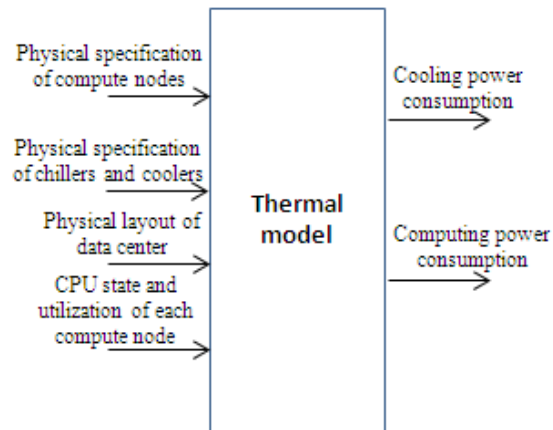 Physical specification
of compute nodes
Physical specification
of chillers and coolers
Physical layout of
data center
CPU state and
utilization of each
compute node
Thermal
model
Cooling power
consumption
Computing power
consumption